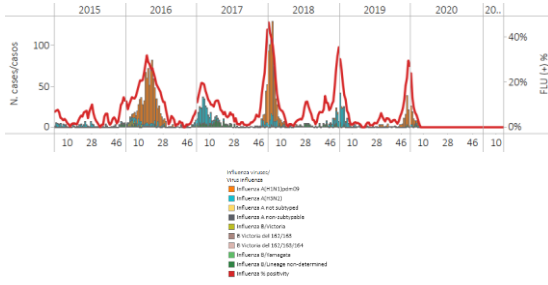 2015 2016 2017 2018 2019 2020 20..
N. cases/casos
100
50
0
40%
20%
0%
FLU (+) %
10 28 46 10 28 46 10 28 46 10 28 46 10 28 46 10 28 46 10
Influenza viruses/
Virus influenza
Influenza A(H1N1)pdm09
Influenza A(H3N2)
Influenza A not subtyped
Influenza A non-subtypable
Influenza B/Victoria
B Victoria del 162/163
B Victoria del 162/163/164
Influenza B/Yamagata
Influenza B/Lineage non-determined
Influenza % positivity